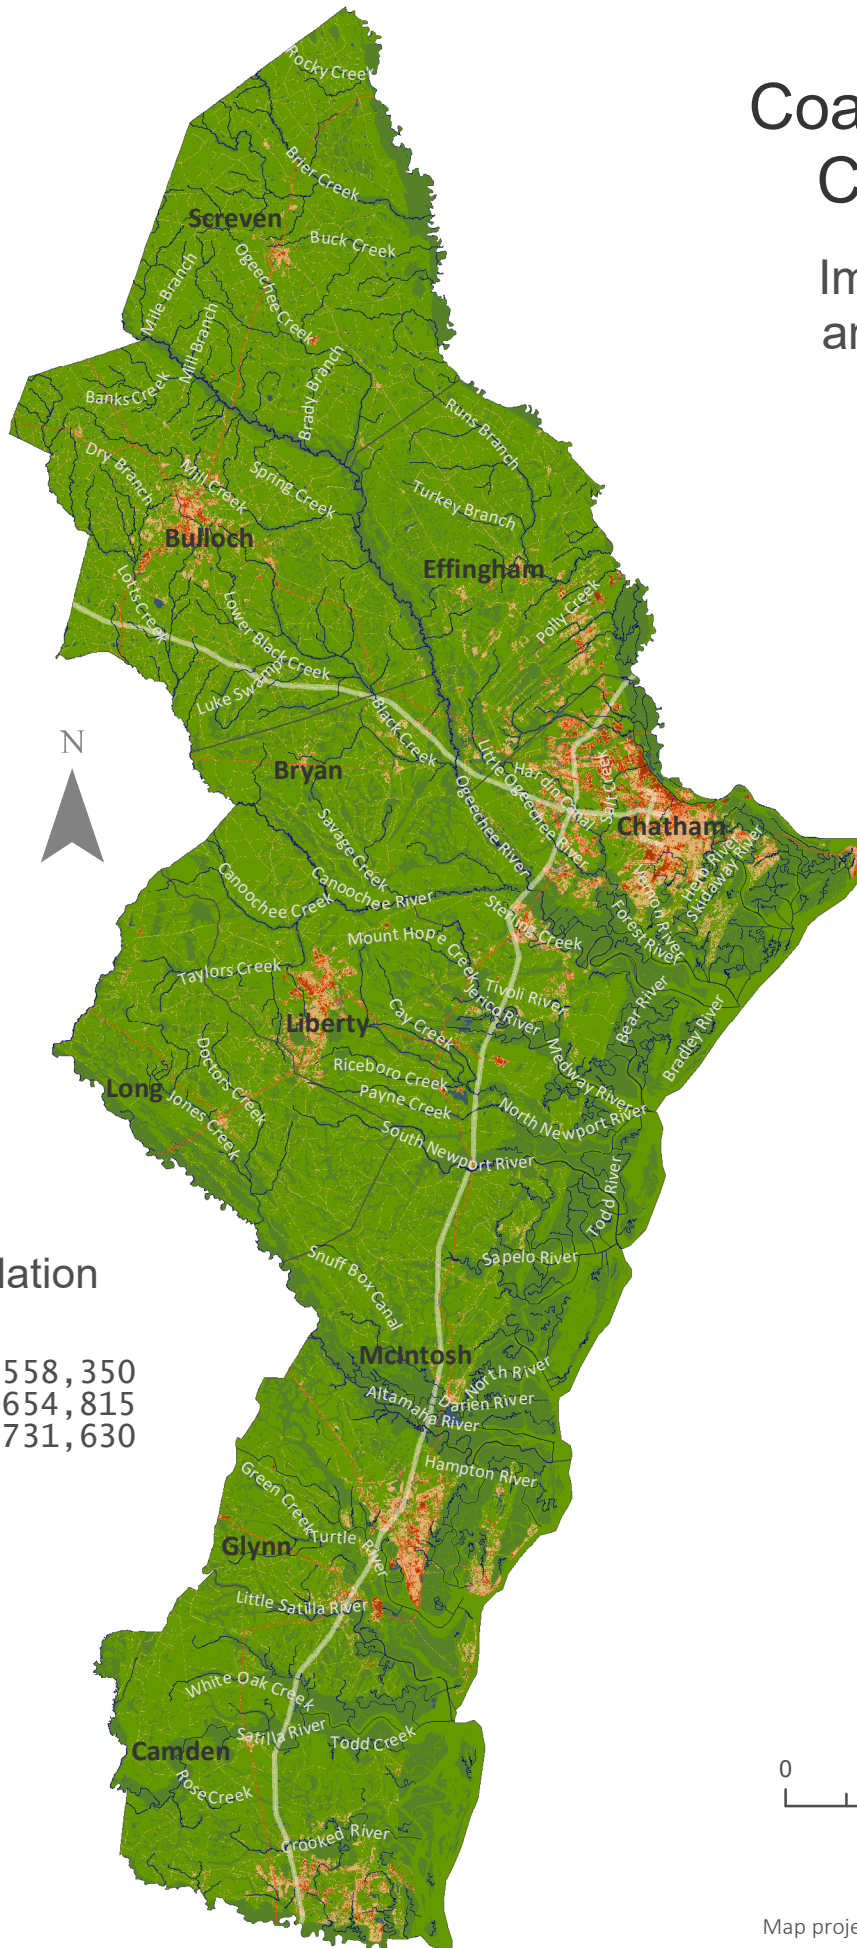 Coa
C
Im
ar
Rocky Creek
Brier Creek
Screven
Buck Creek
Ogeechee Creek
Mile Branch
Mill Branch
Brady Branch
Banks Creek
Runs Branch
Dry Branch
Mill Creek
Spring Creek
Turkey Branch
Bulloch
Effingham
Polly Creek
Lotts Creek
Lower Black Creek
Luke Swamp
Black Creek
N
Bryan
Little Ogeechee River
Hardin Canal
Salt Creek
Ogeechee River
Chatham
Savage Creek
Herb River
Skidaway River
Canoochee Creek
Canoochee River
Vernon River
Forest River
Sterling Creek
Mount Hope Creek
Taylors Creek
Tivoli River
Jerico River
Bear River
Bradley River
Liberty
Cay Creek
Medway River
Doctors Creek
Riceboro Creek
Long
Payne Creek
Jones Creek
North Newport River
South Newport River
Todd River
Sapelo River
Snuff Box Canal
lation
558,350
654,815
731,630
McIntosh
North River
Darien River
Altamaha River
Hampton River
Green Creek
Turtle River
Glynn
Little Satilla River
White Oak Creek
Satilla River
Todd Creek
Camden
Rose Creek
0
Crooked River
Map proje